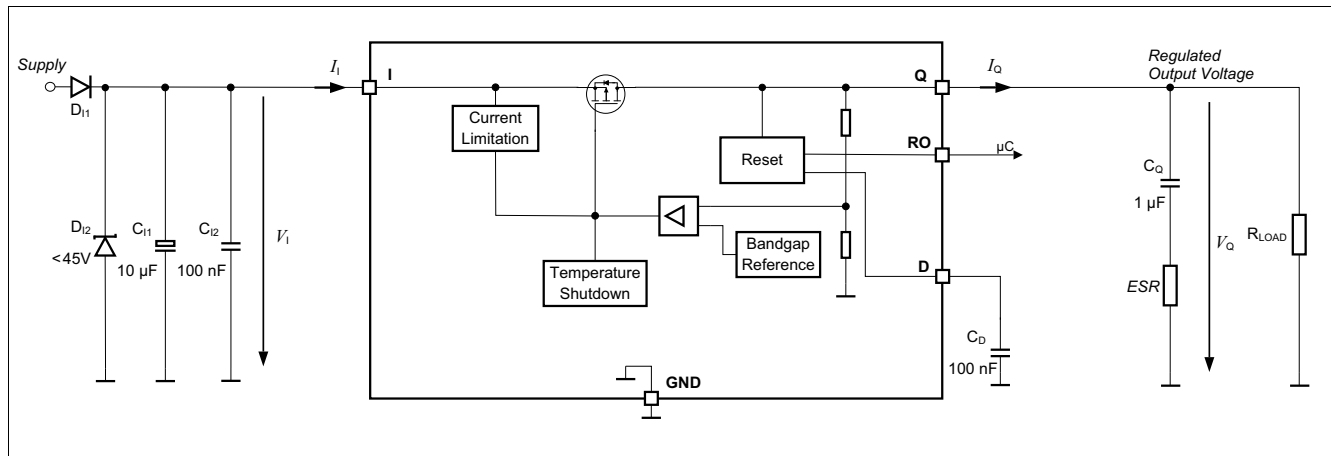 Supply
D_I1
I_I
I
Q
I_Q
Regulated
Output Voltage
Current
Limitation
Reset
RO
µC
C_Q
1 µF
D_I2
<45V
C_I1
10 µF
C_I2
100 nF
V_I
Bandgap
Reference
Temperature
Shutdown
D
ESR
V_Q
R_LOAD
C_D
100 nF
GND